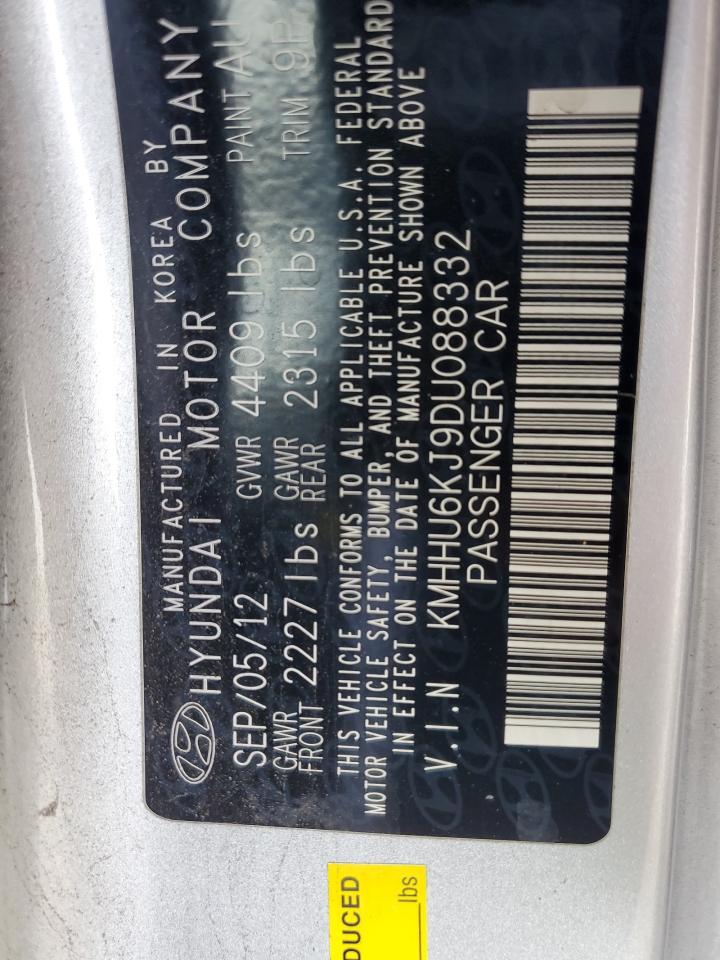 MANUFACTURED IN KOREA BY
HYUNDAI MOTOR COMPANY
SEP/05/12 GVWR 4409 lbs PAINT
GAWR FRONT 2227 lbs GAWR REAR 2315 lbs TRIM
THIS VEHICLE CONFORMS TO ALL APPLICABLE U.S.A. FEDERAL
MOTOR VEHICLE SAFETY, BUMPER, AND THEFT PREVENTION STANDARD
IN EFFECT ON THE DATE OF MANUFACTURE SHOWN ABOVE
V.I.N KMHHU6KJ9DU088332
PASSENGER CAR
DUCED
lbs